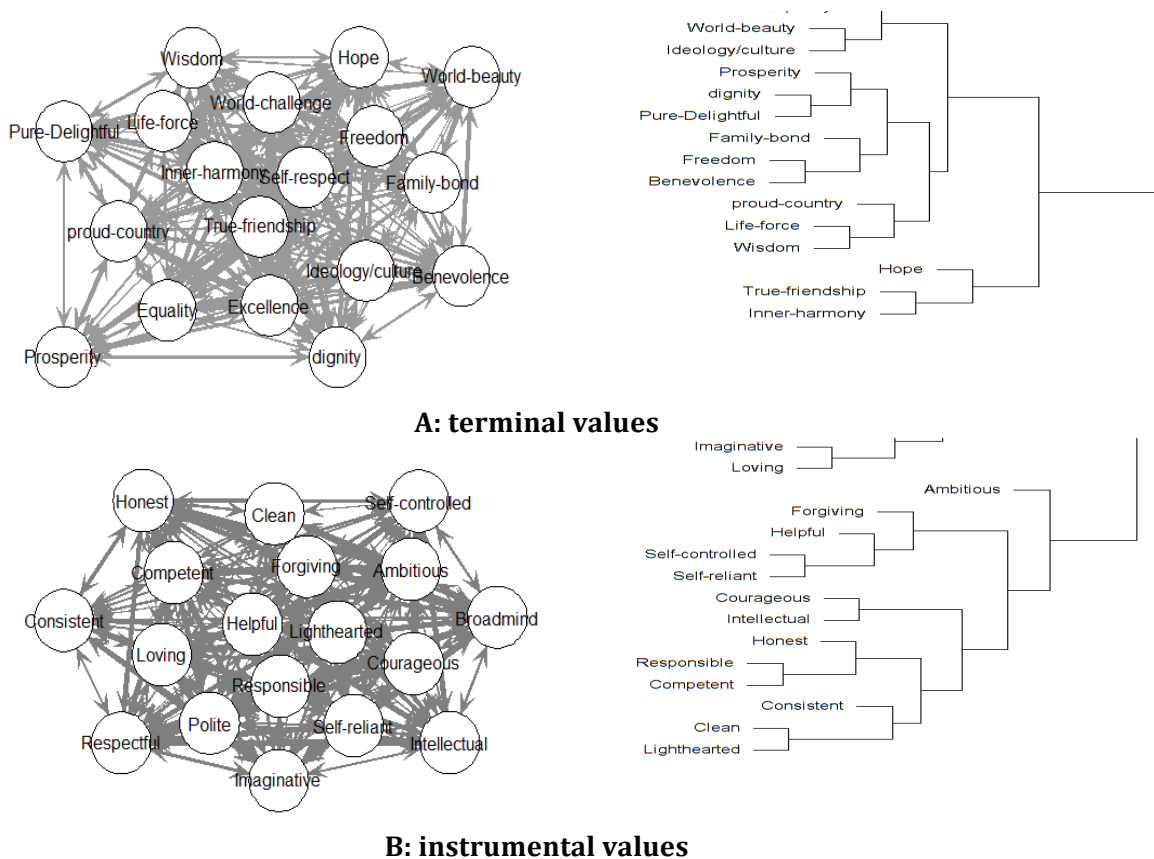 Wisdom
Hope
World-beauty
World-challenge
Life-force
Pure-Delightful
Freedom
Inner-harmony
Self-respect
Family-bond
True-friendship
proud-country
Ideology/culture
Benevolence
Equality
Excellence
Prosperity
dignity
World-beauty
Ideology/culture
Prosperity
dignity
Pure-Delightful
Family-bond
Freedom
Benevolence
proud-country
Life-force
Wisdom
Hope
True-friendship
Inner-harmony
A: terminal values
Honest
Self-controlled
Clean
Forgiving
Competent
Ambitious
Consistent
Helpful
Lighthearted
Broadmind
Loving
Courageous
Responsible
Polite
Self-reliant
Respectful
Intellectual
Imaginative
Imaginative
Loving
Ambitious
Forgiving
Helpful
Self-controlled
Self-reliant
Courageous
Intellectual
Honest
Responsible
Competent
Consistent
Clean
Lighthearted
B: instrumental values